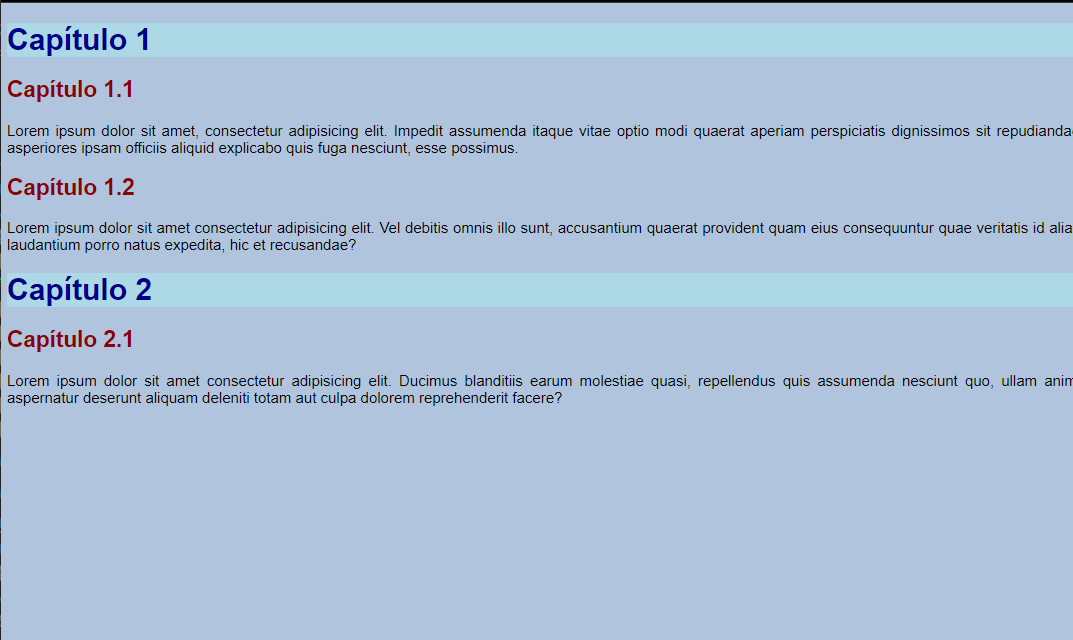 Capítulo 1
Capítulo 1.1
Lorem ipsum dolor sit amet, consectetur adipisicing elit. Impedit assumenda itaque vitae optio modi quaerat aperiam perspiciatis dignissimos sit
asperiores ipsam officiis aliquid explicabo quis fuga nesciunt, esse possimus.
Capítulo 1.2
Lorem ipsum dolor sit amet consectetur adipisicing elit. Vel debitis omnis illo sunt, accusantium quaerat provident quam eius consequuntur quae veritatis id
laudantium porro natus expedita, hic et recusandae?
Capítulo 2
Capítulo 2.1
Lorem ipsum dolor sit amet consectetur adipisicing elit. Ducimus blanditiis earum molestiae quasi, repellendus quis assumenda nesciunt quo, ullam
aspernatur deserunt aliquam deleniti totam aut culpa dolorem reprehenderit facere?